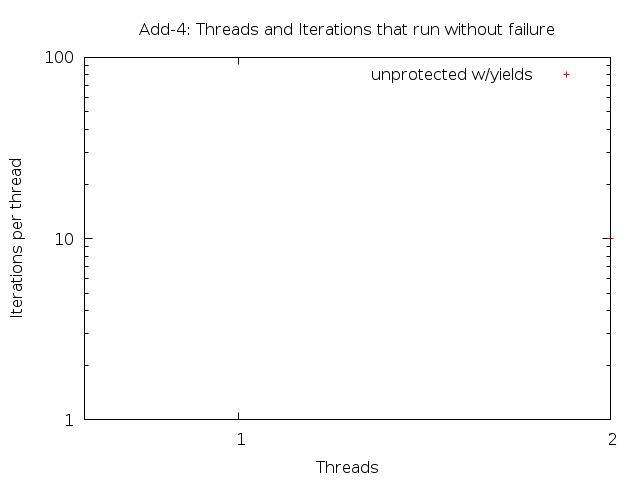 Add-4: Threads and Iterations that run without failure
100
unprotected w/yields
Iterations per thread
10
1
1
2
Threads